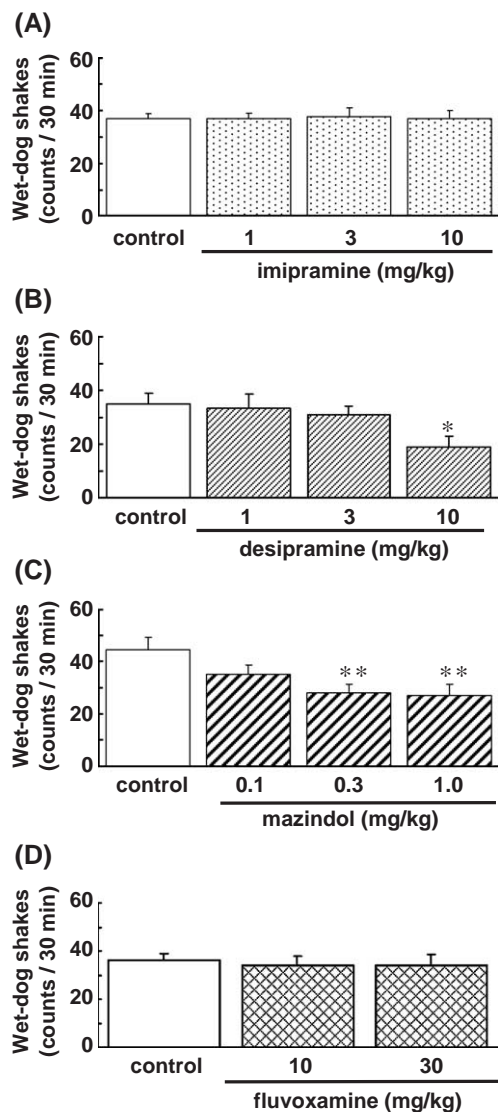 (A)
Wet-dog shakes
(counts / 30 min)
60
40
20
0
control 1 3 10
imipramine (mg/kg)
(B)
Wet-dog shakes
(counts / 30 min)
60
40
20
0
*
control 1 3 10
desipramine (mg/kg)
(C)
Wet-dog shakes
(counts / 30 min)
60
40
20
0
** **
control 0.1 0.3 1.0
mazindol (mg/kg)
(D)
Wet-dog shakes
(counts / 30 min)
60
40
20
0
control 10 30
fluvoxamine (mg/kg)